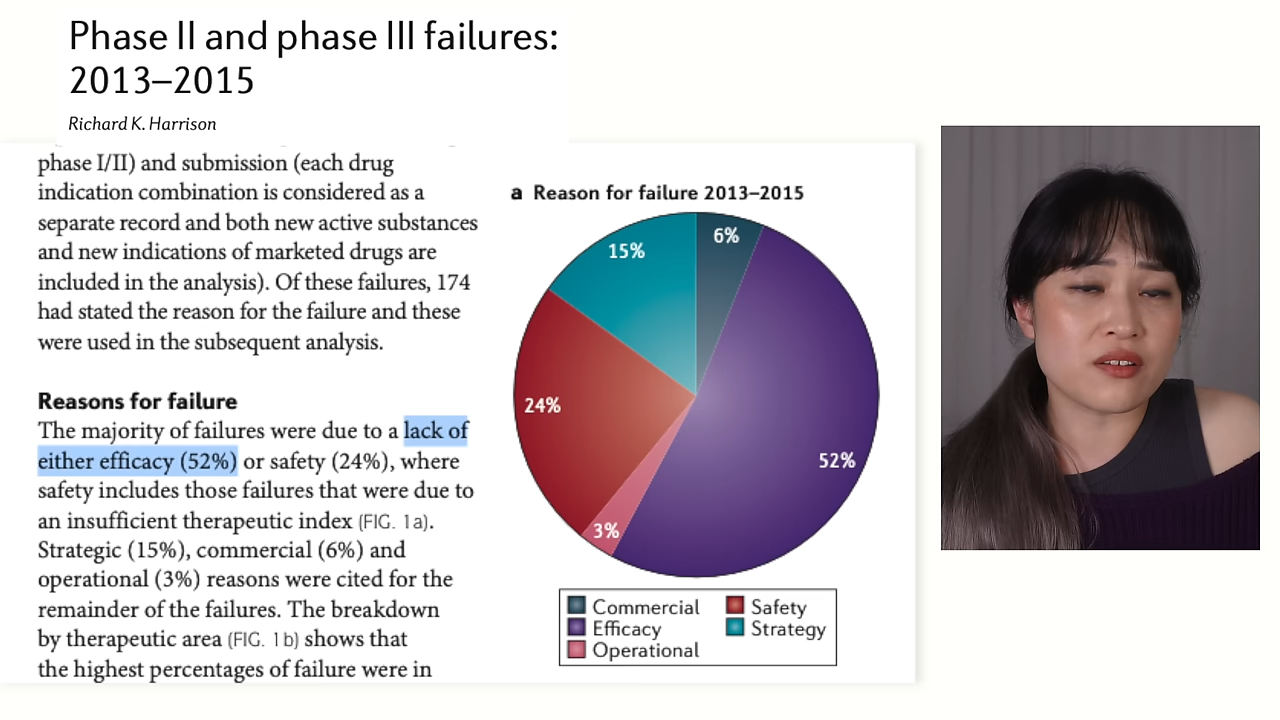 Phase II and phase III failures:
2013–2015
Richard K. Harrison
phase I/II) and submission (each drug
indication combination is considered as a
separate record and both new active substances
and new indications of marketed drugs are
included in the analysis). Of these failures, 174
had stated the reason for the failure and these
were used in the subsequent analysis.
Reasons for failure
The majority of failures were due to a lack of
either efficacy (52%) or safety (24%), where
safety includes those failures that were due to
an insufficient therapeutic index (FIG. 1a).
Strategic (15%), commercial (6%) and
operational (3%) reasons were cited for the
remainder of the failures. The breakdown
by therapeutic area (FIG. 1b) shows that
the highest percentages of failure were in
a Reason for failure 2013–2015
6%
15%
24%
52%
3%
Commercial
Efficacy
Operational
Safety
Strategy